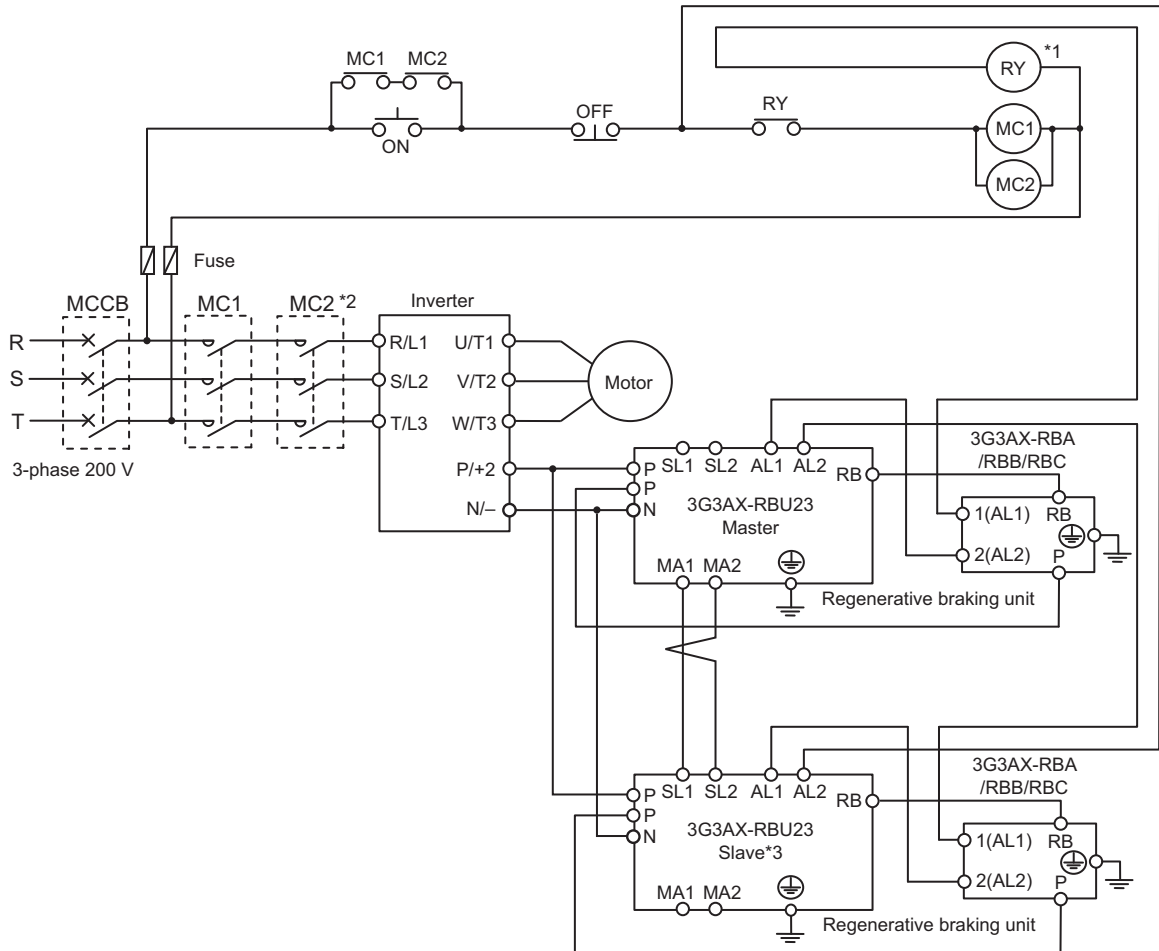 MC1
MC2
ON
OFF
RY
RY
*1
MC1
MC2
Fuse
MCCB
MC1
MC2 *2
Inverter
R
S
T
3-phase 200 V
R/L1
S/L2
T/L3
U/T1
V/T2
W/T3
P/+2
N/–
Motor
P
P
N
SL1
SL2
AL1
AL2
RB
3G3AX-RBU23
Master
MA1
MA2
Regenerative braking unit
3G3AX-RBA
/RBB/RBC
1(AL1)
RB
2(AL2)
P
P
P
N
SL1
SL2
AL1
AL2
RB
3G3AX-RBU23
Slave*3
MA1
MA2
Regenerative braking unit
3G3AX-RBA
/RBB/RBC
1(AL1)
RB
2(AL2)
P